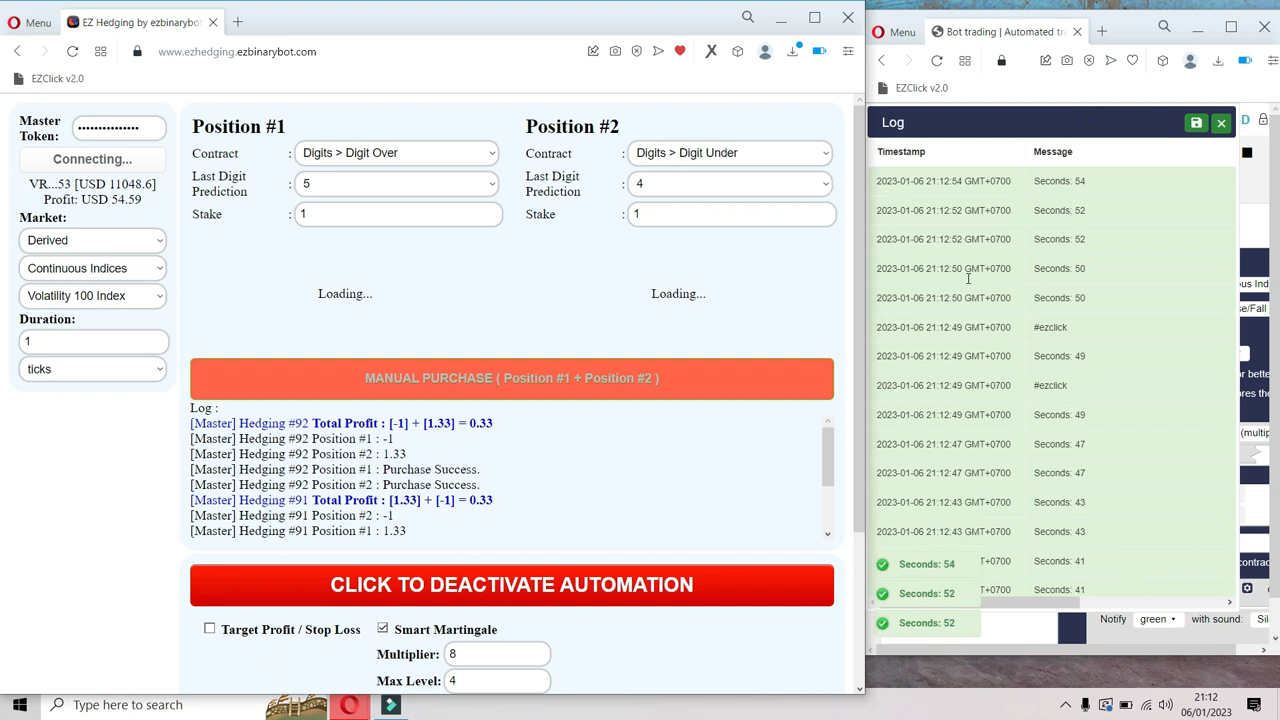 Menu
EZ Hedging by ezbinarybot
www.ezhedging.ezbinarybot.com
EZClick v2.0
Master Token:
•••••••••••••••
Connecting...
VR...53 [USD 11048.6]
Profit: USD 54.59
Market:
Derived
Continuous Indices
Volatility 100 Index
Duration:
1
ticks
Position #1
Contract : Digits > Digit Over
Last Digit Prediction : 5
Stake : 1
Loading...
Position #2
Contract : Digits > Digit Under
Last Digit Prediction : 4
Stake : 1
Loading...
MANUAL PURCHASE ( Position #1 + Position #2 )
Log :
[Master] Hedging #92 Total Profit : [-1] + [1.33] = 0.33
[Master] Hedging #92 Position #1 : -1
[Master] Hedging #92 Position #2 : 1.33
[Master] Hedging #92 Position #1 : Purchase Success.
[Master] Hedging #92 Position #2 : Purchase Success.
[Master] Hedging #91 Total Profit : [1.33] + [-1] = 0.33
[Master] Hedging #91 Position #2 : -1
[Master] Hedging #91 Position #1 : 1.33
CLICK TO DEACTIVATE AUTOMATION
Target Profit / Stop Loss
Smart Martingale
Multiplier: 8
Max Level: 4
Menu
Bot trading | Automated tra
EZClick v2.0
Log
Timestamp Message
2023-01-06 21:12:54 GMT+0700 Seconds: 54
2023-01-06 21:12:52 GMT+0700 Seconds: 52
2023-01-06 21:12:52 GMT+0700 Seconds: 52
2023-01-06 21:12:50 GMT+0700 Seconds: 50
2023-01-06 21:12:50 GMT+0700 Seconds: 50
2023-01-06 21:12:49 GMT+0700 #ezclick
2023-01-06 21:12:49 GMT+0700 Seconds: 49
2023-01-06 21:12:49 GMT+0700 #ezclick
2023-01-06 21:12:49 GMT+0700 Seconds: 49
2023-01-06 21:12:47 GMT+0700 Seconds: 47
2023-01-06 21:12:47 GMT+0700 Seconds: 47
2023-01-06 21:12:43 GMT+0700 Seconds: 43
2023-01-06 21:12:43 GMT+0700 Seconds: 43
T+0700 Seconds: 41
T+0700 Seconds: 41
Seconds: 54
Seconds: 52
Seconds: 52
D
ous Ind
se/Fall
r bette
ores the
(multip
contrac
Notify green with sound: Sil
Type here to search
21:12
06/01/2023